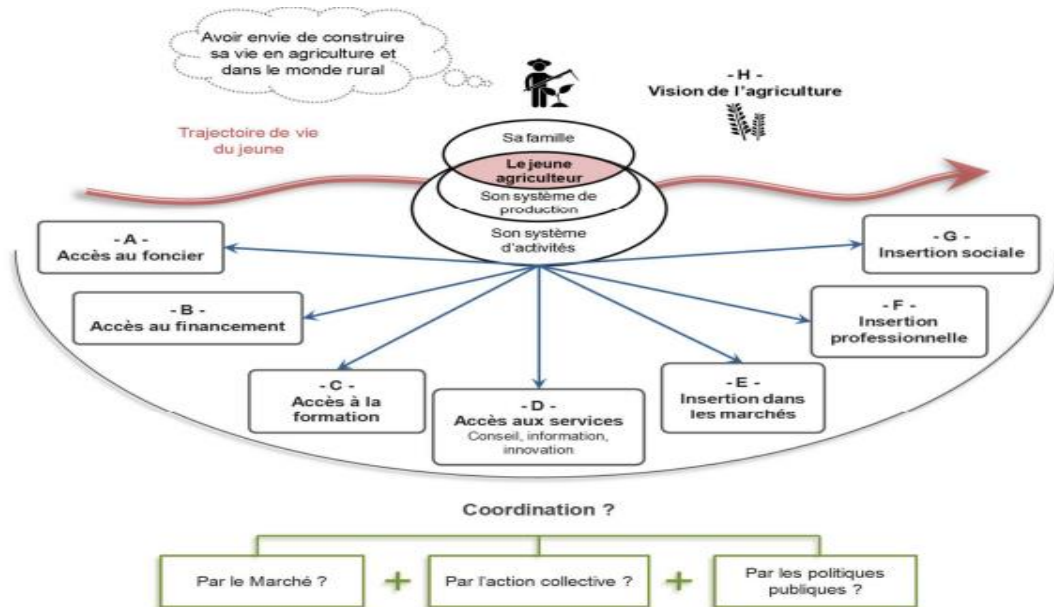 Avoir envie de construire
sa vie en agriculture et
dans le monde rural
- H -
Vision de l'agriculture
Trajectoire de vie
du jeune
Sa famille
Le jeune
agriculteur
Son système de
production
Son système
d'activités
- A -
Accès au foncier
- B -
Accès au financement
- C -
Accès à la
formation
- D -
Accès aux services
Conseil, information,
innovation
- E -
Insertion dans
les marchés
- F -
Insertion
professionnelle
- G -
Insertion sociale
Coordination ?
Par le Marché ?
+
Par l'action collective ?
+
Par les politiques
publiques ?